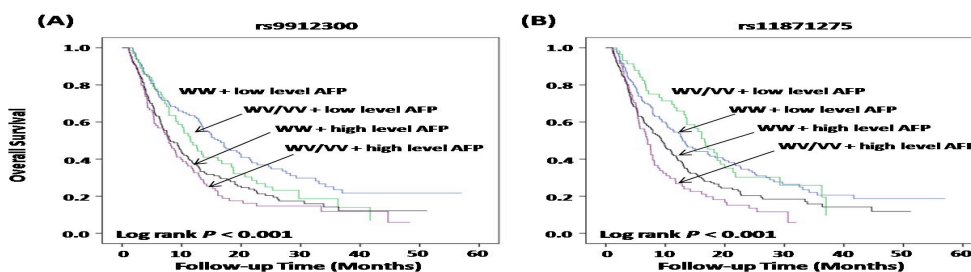 (A) rs9912300
1.0
0.8
0.6
0.4
0.2
0.0
Overall Survival
WW + low level AFP
WV/VV + low level AFP
WW + high level AFP
WV/VV + high level AFP
Log rank P < 0.001
0 10 20 30 40 50 60
Follow-up Time (Months)
(B) rs11871275
1.0
0.8
0.6
0.4
0.2
0.0
WV/VV + low level AFP
WW + low level AFP
WW + high level AFP
WV/VV + high level AFP
Log rank P < 0.001
0 10 20 30 40 50 60
Follow-up Time (Months)